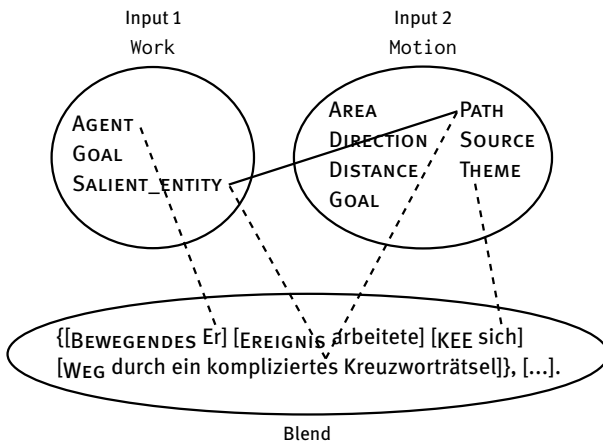 Input 1 Input 2
Work Motion
AGENT
GOAL
SALIENT_ENTITY
AREA PATH
DIRECTION SOURCE
DISTANCE THEME
GOAL
{[BEWEGENDES Er] [EREIGNIS arbeitete] [KEE sich]
[WEG durch ein kompliziertes Kreuzworträtsel]}, [...].
Blend